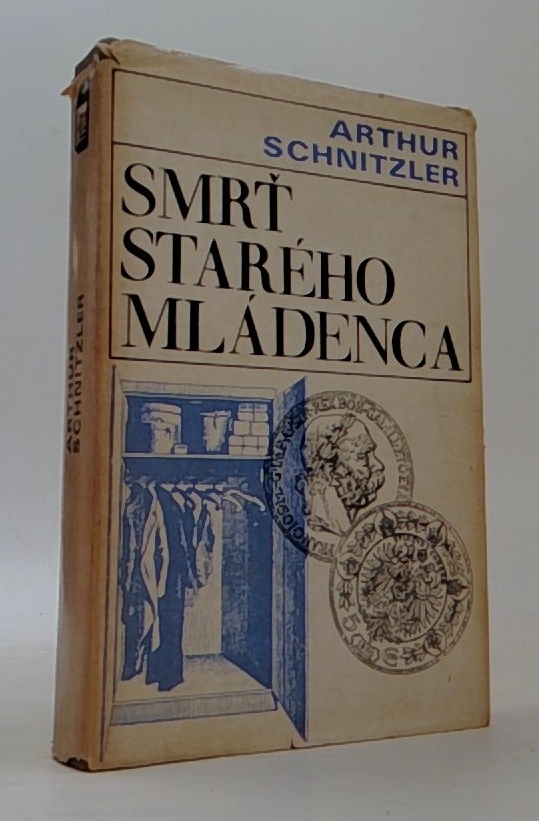 ARTHUR
SCHNITZLER
SMRŤ
STARÉHO
MLÁDENCA
ARTHUR
SCHNITZLER